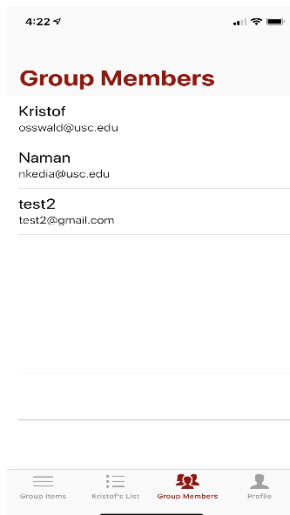 4:22
Group Members
Kristof
osswald@usc.edu
Naman
nkedia@usc.edu
test2
test2@gmail.com
Group Items Kristof's List Group Members Profile